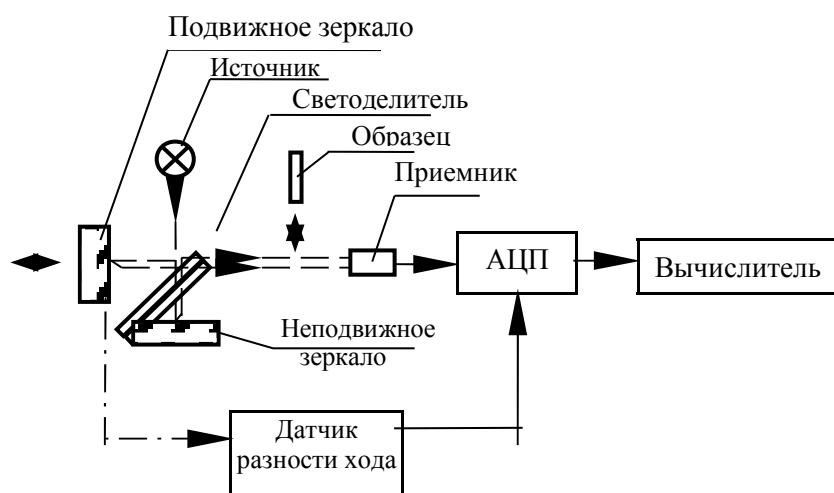 Подвижное зеркало
Источник
Светоделитель
Образец
Приемник
АЦП
Вычислитель
Неподвижное
зеркало
Датчик
разности хода